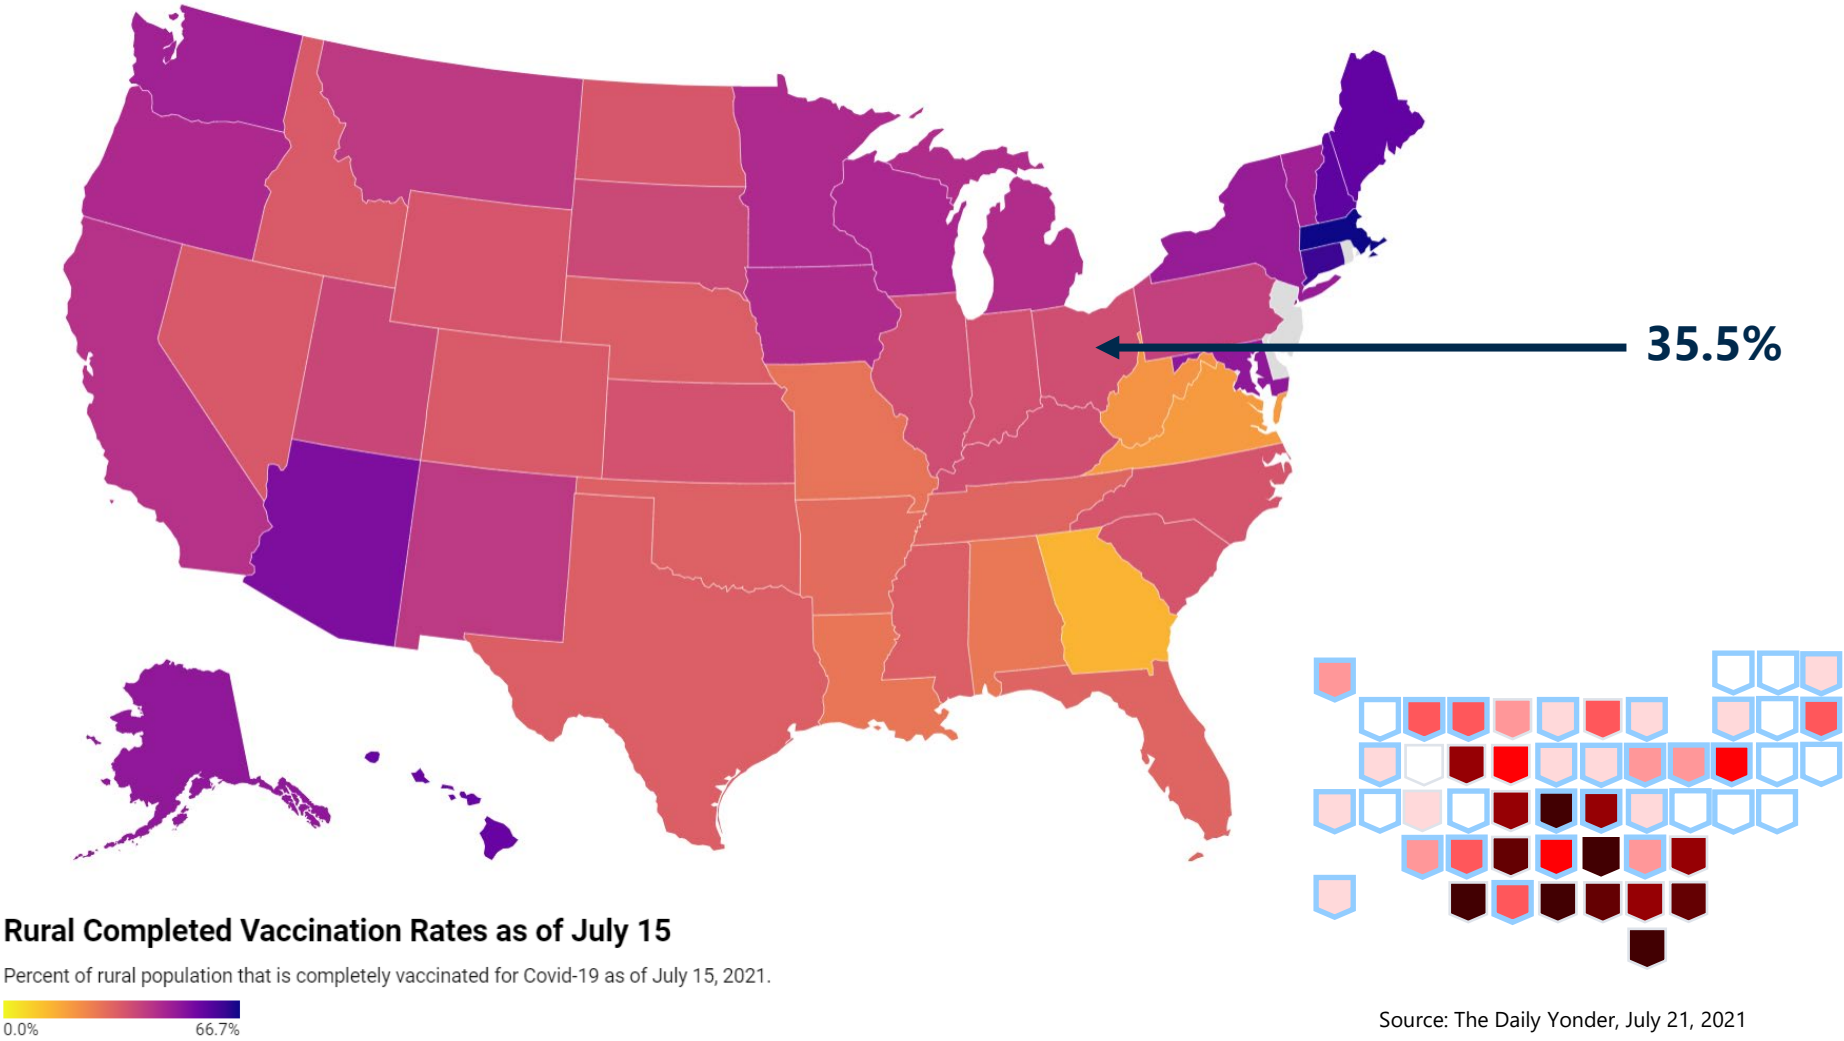 35.5%
Rural Completed Vaccination Rates as of July 15
Percent of rural population that is completely vaccinated for Covid-19 as of July 15, 2021.
0.0% 66.7%
Source: The Daily Yonder, July 21, 2021